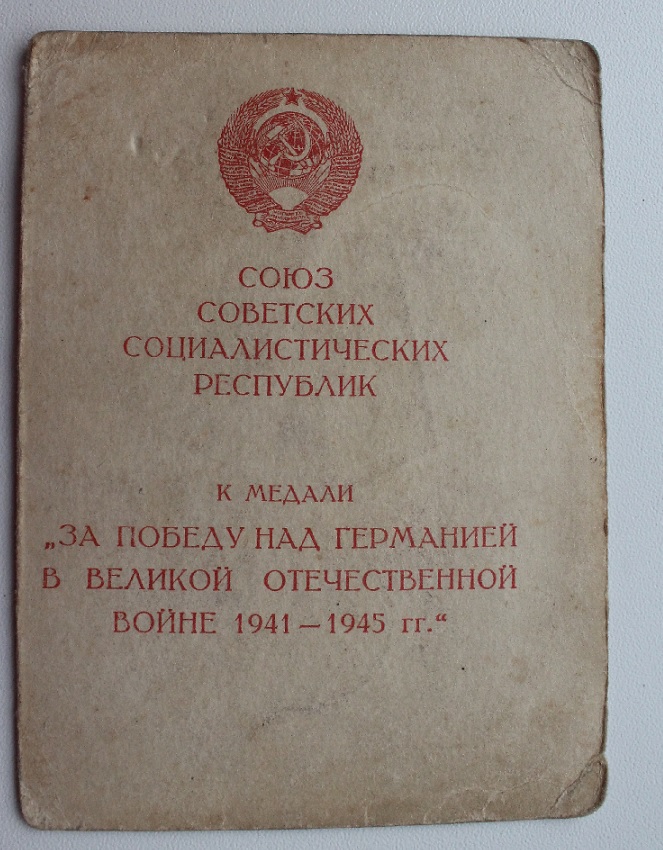 СОЮЗ
СОВЕТСКИХ
СОЦИАЛИСТИЧЕСКИХ
РЕСПУБЛИК
К МЕДАЛИ
„ЗА ПОБЕДУ НАД ГЕРМАНИЕЙ
В ВЕЛИКОЙ ОТЕЧЕСТВЕННОЙ
ВОЙНЕ 1941 — 1945 гг.“